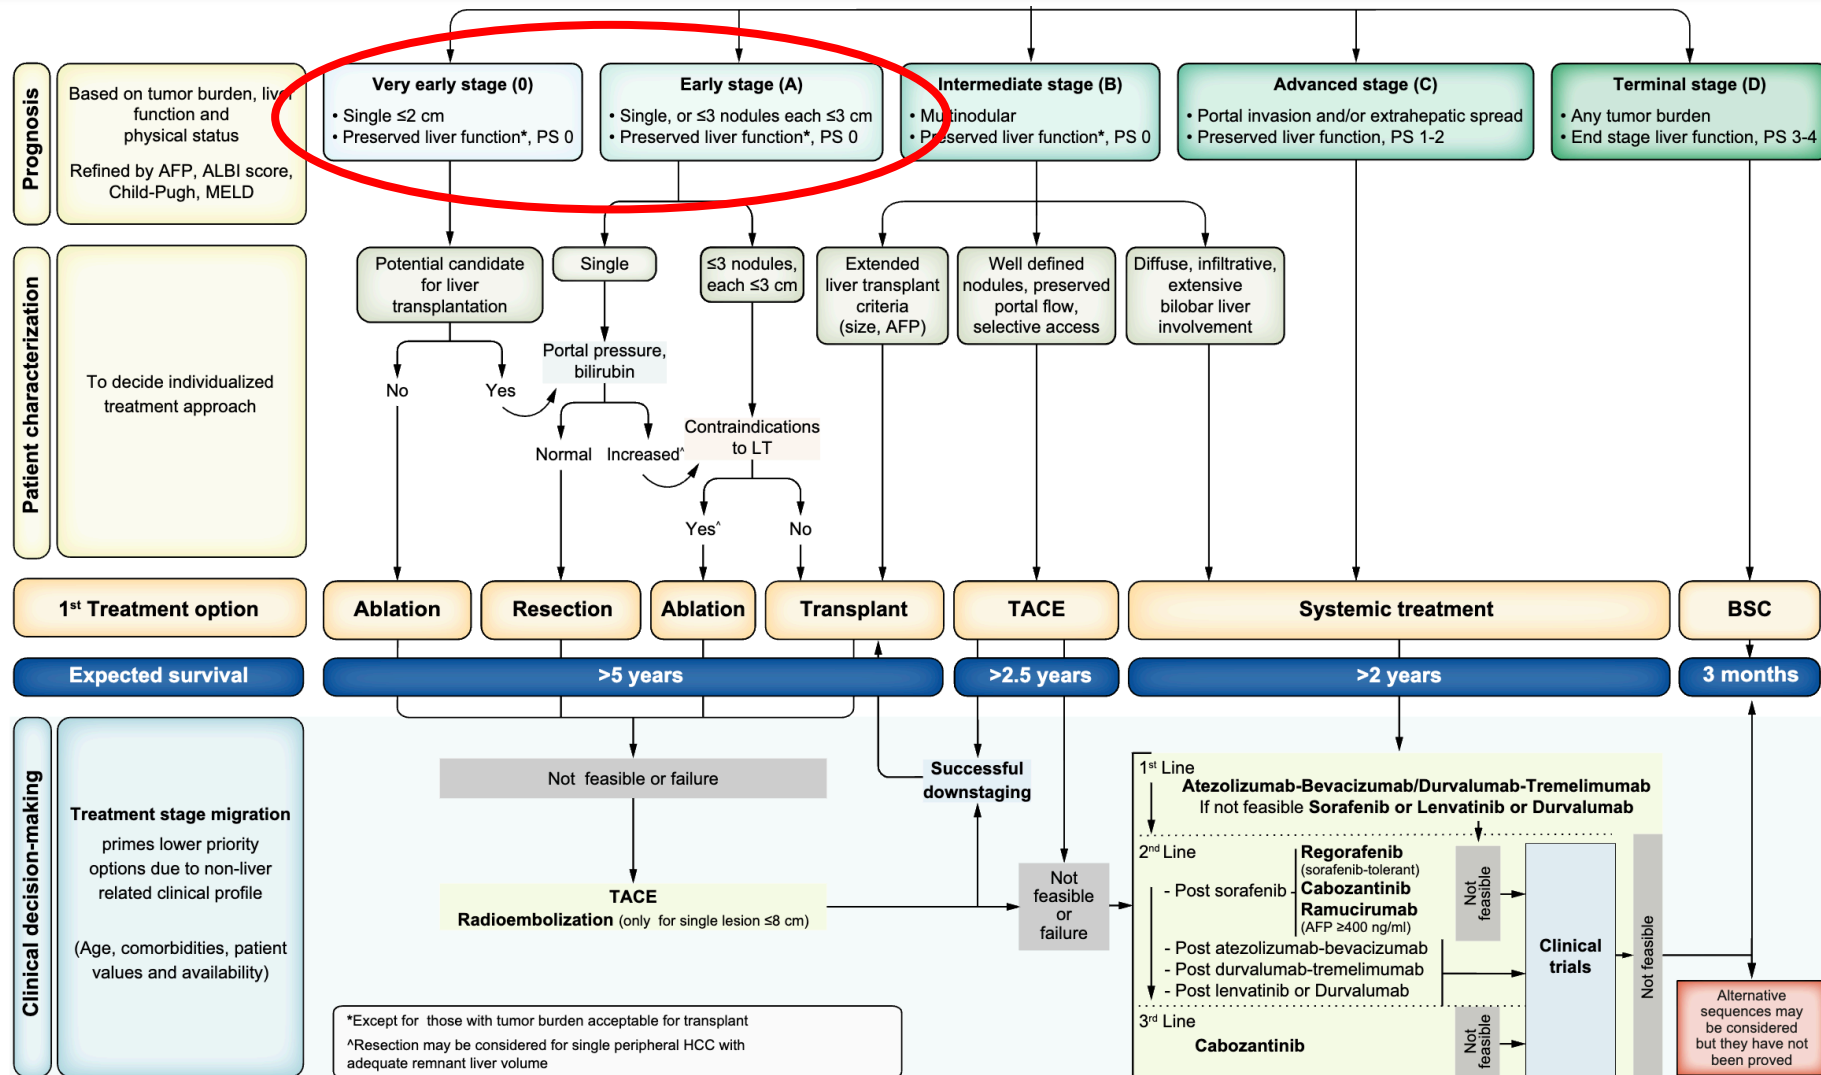 Prognosis
Based on tumor burden, liver
function and
physical status
Refined by AFP, ALBI score,
Child-Pugh, MELD
Very early stage (0)
• Single ≤2 cm
• Preserved liver function*, PS 0
Early stage (A)
• Single, or ≤3 nodules each ≤3 cm
• Preserved liver function*, PS 0
Intermediate stage (B)
• Multinodular
• Preserved liver function*, PS 0
Advanced stage (C)
• Portal invasion and/or extrahepatic spread
• Preserved liver function, PS 1-2
Terminal stage (D)
• Any tumor burden
• End stage liver function, PS 3-4
Patient characterization
To decide individualized
treatment approach
Potential candidate
for liver
transplantation
No
Yes
Single
Portal pressure,
bilirubin
Normal
Increased^
≤3 nodules,
each ≤3 cm
Contraindications
to LT
Yes^
No
Extended
liver transplant
criteria
(size, AFP)
Well defined
nodules, preserved
portal flow,
selective access
Diffuse, infiltrative,
extensive
bilobar liver
involvement
1st Treatment option
Ablation
Resection
Ablation
Transplant
TACE
Systemic treatment
BSC
Expected survival
>5 years
>2.5 years
>2 years
3 months
Clinical decision-making
Treatment stage migration
primes lower priority
options due to non-liver
related clinical profile
(Age, comorbidities, patient
values and availability)
Not feasible or failure
TACE
Radioembolization (only for single lesion ≤8 cm)
Successful
downstaging
Not
feasible
or
failure
1st Line
Atezolizumab-Bevacizumab/Durvalumab-Tremelimumab
If not feasible Sorafenib or Lenvatinib or Durvalumab
2nd Line
- Post sorafenib
Regorafenib
(sorafenib-tolerant)
Cabozantinib
Ramucirumab
(AFP ≥400 ng/ml)
Not
feasible
- Post atezolizumab-bevacizumab
- Post durvalumab-tremelimumab
- Post lenvatinib or Durvalumab
3rd Line
Cabozantinib
Not
feasible
Clinical
trials
Not feasible
Alternative
sequences may
be considered
but they have not
been proved
*Except for those with tumor burden acceptable for transplant
^Resection may be considered for single peripheral HCC with
adequate remnant liver volume